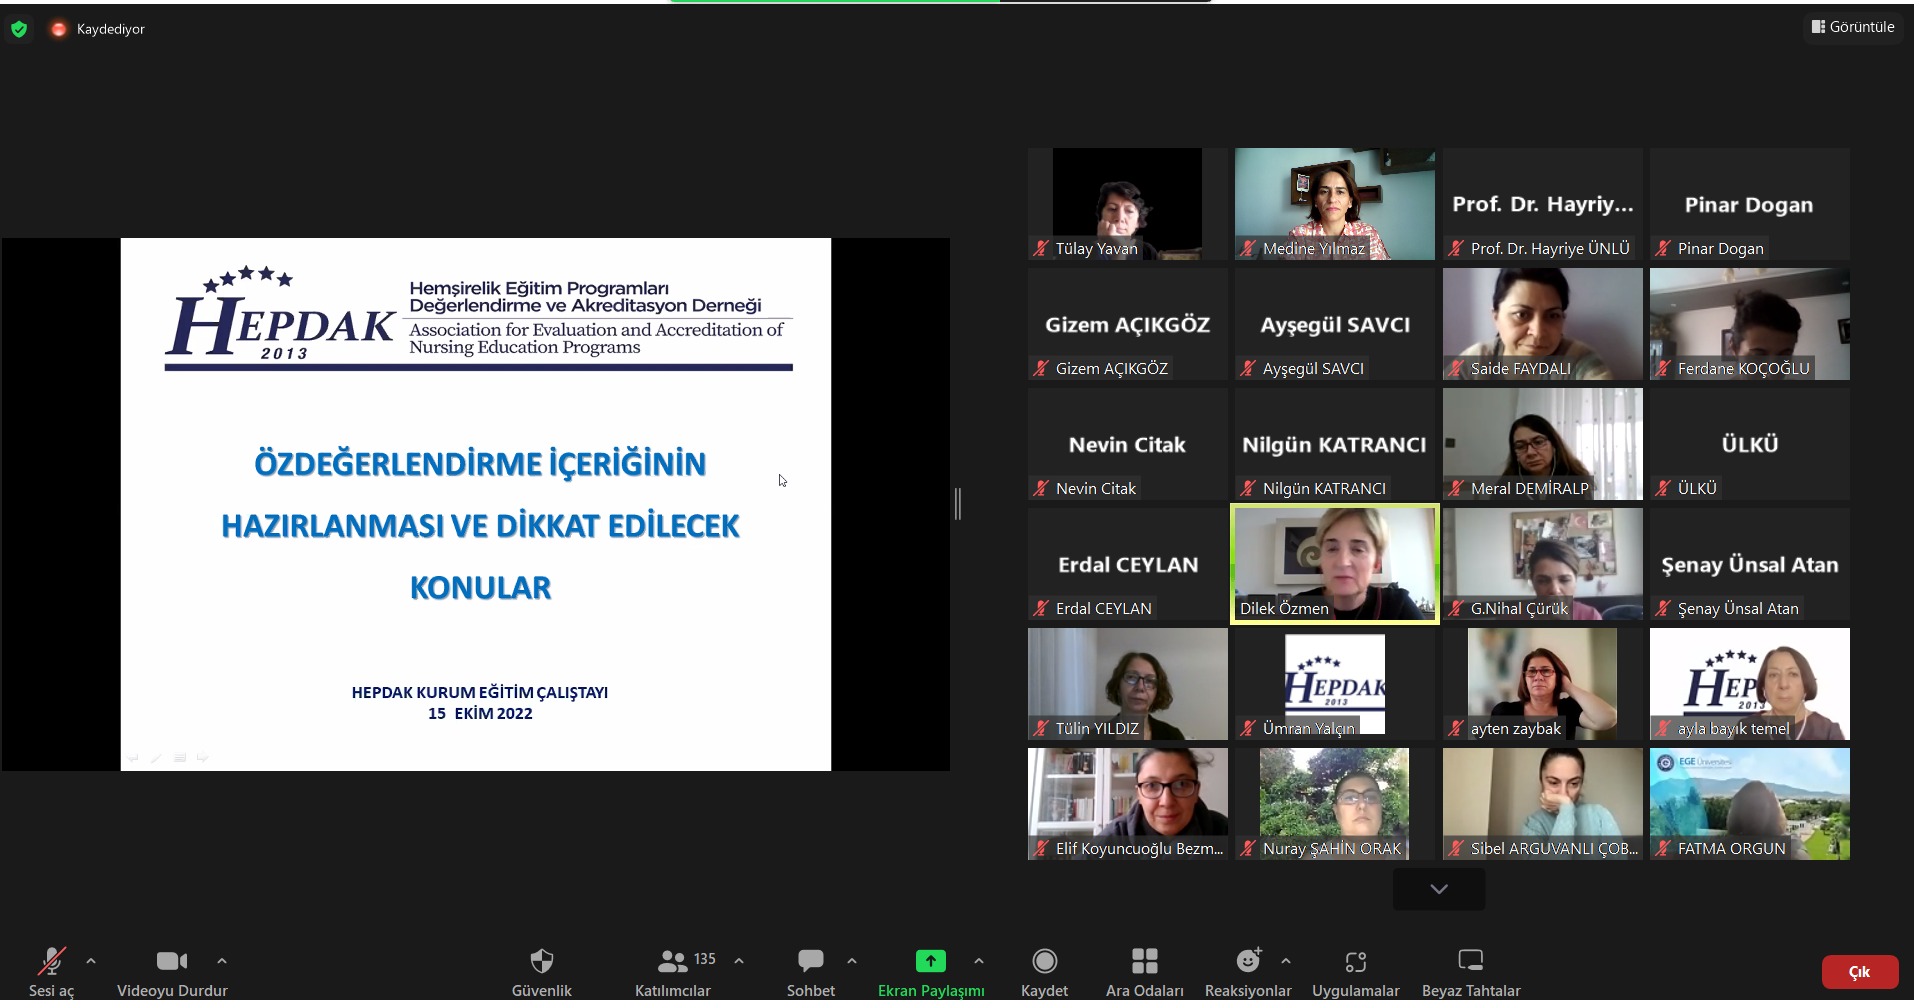 Kaydediyor
Görüntüle
HEPDAK
2013
Hemşirelik Eğitim Programları
Değerlendirme ve Akreditasyon Derneği
Association for Evaluation and Accreditation of
Nursing Education Programs
ÖZDEĞERLENDİRME İÇERİĞİNİN
HAZIRLANMASI VE DİKKAT EDİLECEK
KONULAR
HEPDAK KURUM EĞİTİM ÇALIŞTAYI
15 EKİM 2022
Tülay Yavan
Medine Yılmaz
Prof. Dr. Hayriy...
Prof. Dr. Hayriye ÜNLÜ
Pinar Dogan
Pinar Dogan
Gizem AÇIKGÖZ
Gizem AÇIKGÖZ
Ayşegül SAVCI
Ayşegül SAVCI
Saide FAYDALI
Ferdane KOÇOĞLU
Nevin Citak
Nevin Citak
Nilgün KATRANCI
Nilgün KATRANCI
Meral DEMİRALP
ÜLKÜ
ÜLKÜ
Erdal CEYLAN
Erdal CEYLAN
Dilek Özmen
G.Nihal Çürük
Şenay Ünsal Atan
Şenay Ünsal Atan
Tülin YILDIZ
HEPDAK
2013
Ümran Yalçın
ayten zaybak
HEP
2013
ayla bayık temel
Elif Koyuncuoğlu Bezm...
Nuray ŞAHİN ORAK
Sibel ARGUVANLI ÇOB...
EGE Üniversitesi
FATMA ORGUN
Sesi aç
Videoyu Durdur
Güvenlik
135
Katılımcılar
Sohbet
Ekran Paylaşımı
Kaydet
Ara Odaları
Reaksiyonlar
Uygulamalar
Beyaz Tahtalar
Çık